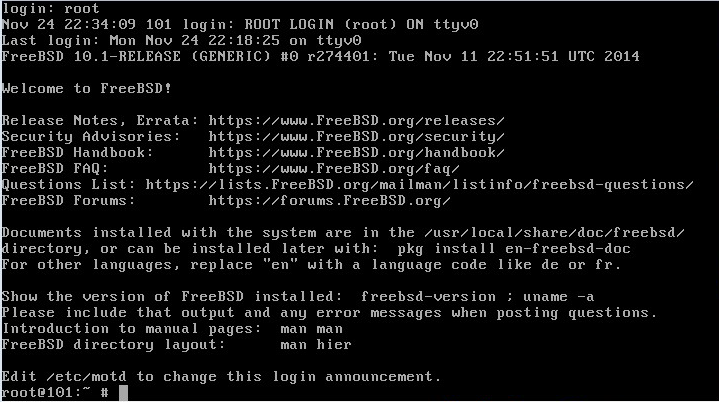 login: root
Nov 24 22:34:09 101 login: ROOT LOGIN (root) ON ttyv0
Last login: Mon Nov 24 22:18:25 on ttyv0
FreeBSD 10.1-RELEASE (GENERIC) #0 r274401: Tue Nov 11 22:51:51 UTC 2014
Welcome to FreeBSD!
Release Notes, Errata: https://www.FreeBSD.org/releases/
Security Advisories:   https://www.FreeBSD.org/security/
FreeBSD Handbook:      https://www.FreeBSD.org/handbook/
FreeBSD FAQ:           https://www.FreeBSD.org/faq/
Questions List: https://lists.FreeBSD.org/mailman/listinfo/freebsd-questions/
FreeBSD Forums:        https://forums.FreeBSD.org/
Documents installed with the system are in the /usr/local/share/doc/freebsd/
directory, or can be installed later with:  pkg install en-freebsd-doc
For other languages, replace "en" with a language code like de or fr.
Show the version of FreeBSD installed:  freebsd-version ; uname -a
Please include that output and any error messages when posting questions.
Introduction to manual pages:  man man
FreeBSD directory layout:      man hier
Edit /etc/motd to change this login announcement.
root@101:~ #